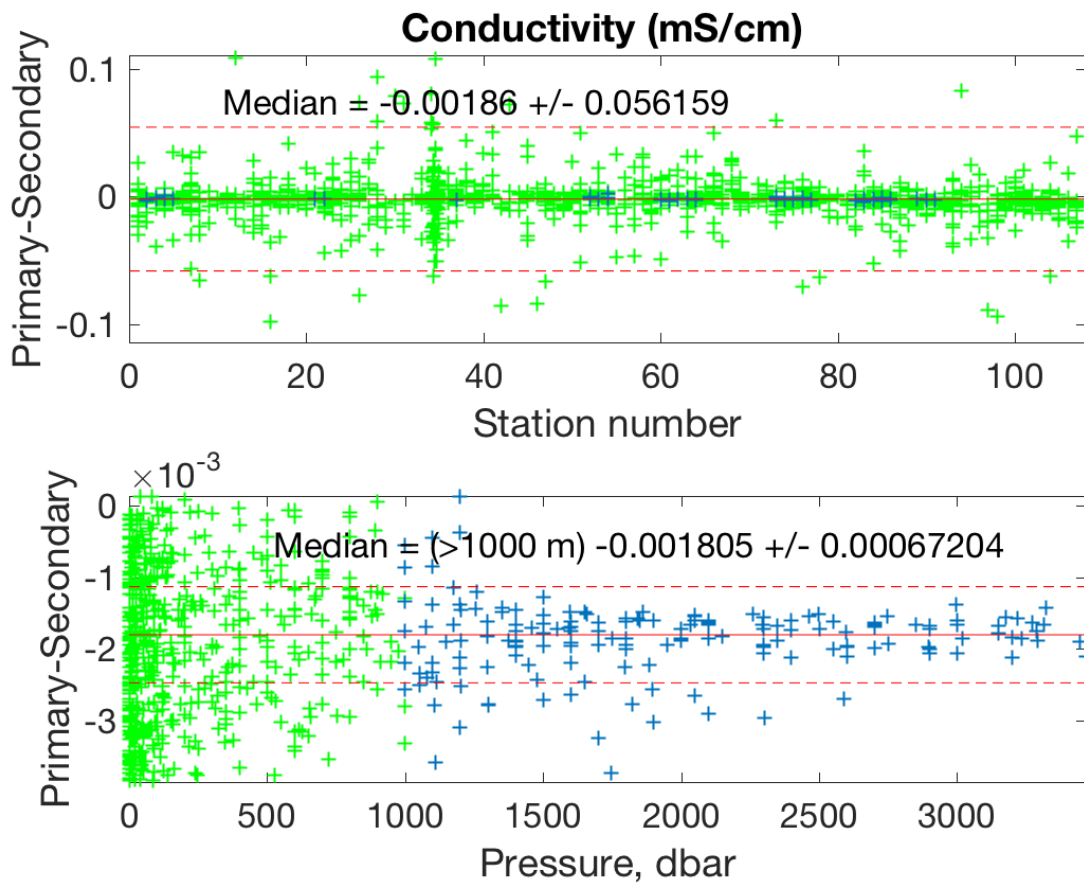 Conductivity (mS/cm)
Primary-Secondary
0.1
0
-0.1
Median = -0.00186 +/- 0.056159
0 20 40 60 80 100
Station number
×10-3
Primary-Secondary
0
-1
-2
-3
Median = (>1000 m) -0.001805 +/- 0.00067204
0 500 1000 1500 2000 2500 3000
Pressure, dbar